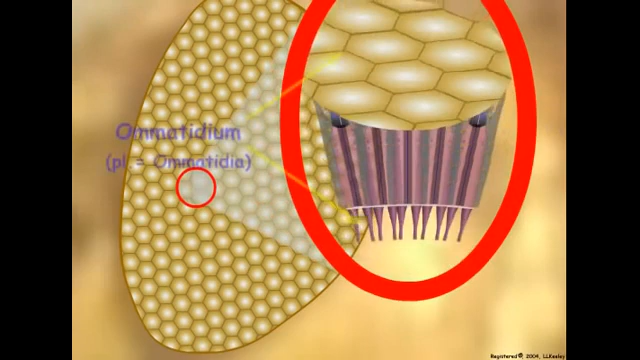 Ommatidium
(pl. = Ommatidia)
Registered ©, 2004, LLKeeley